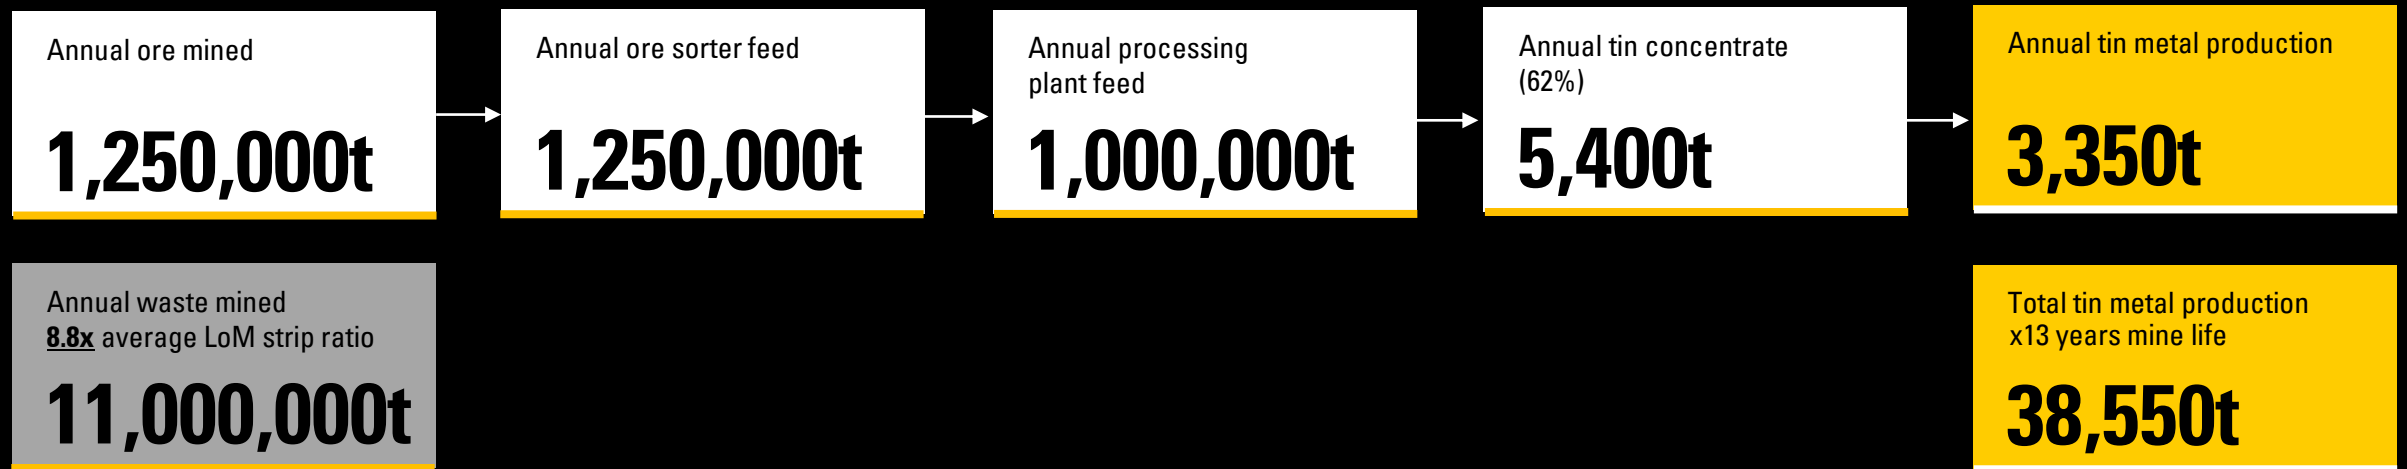 Annual ore mined
1,250,000t
Annual ore sorter feed
1,250,000t
Annual processing
plant feed
1,000,000t
Annual tin concentrate
(62%)
5,400t
Annual tin metal production
3,350t
Annual waste mined
8.8x average LoM strip ratio
11,000,000t
Total tin metal production
x13 years mine life
38,550t